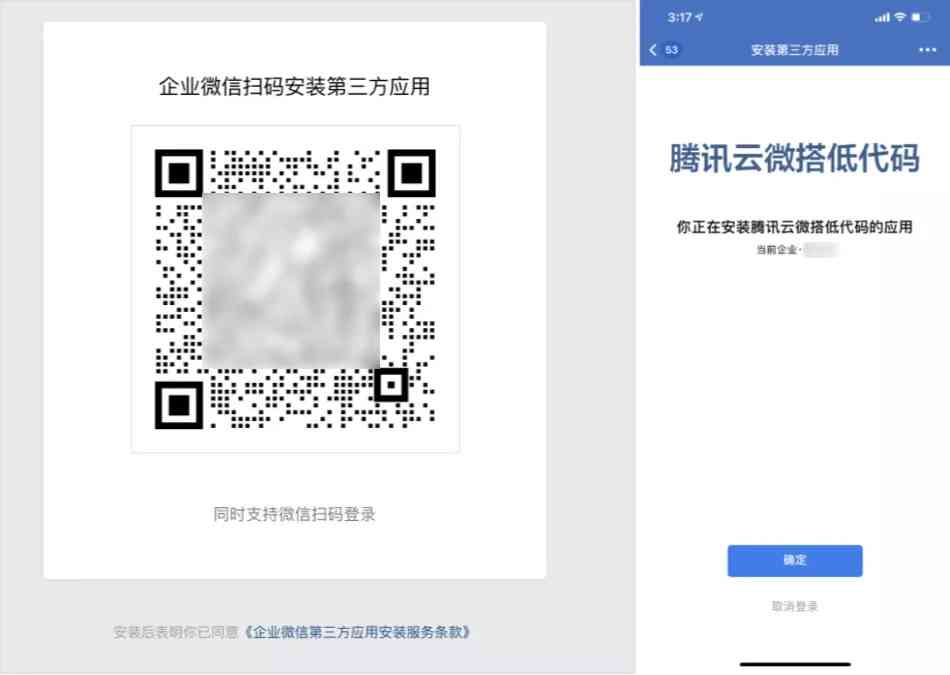 企业微信扫码安装第三方应用
同时支持微信扫码登录
安装后表明你已同意《企业微信第三方应用安装服务条款》
3:17
53
安装第三方应用
腾讯云微搭低代码
你正在安装腾讯云微搭低代码的应用
当前企业·
确定
取消登录